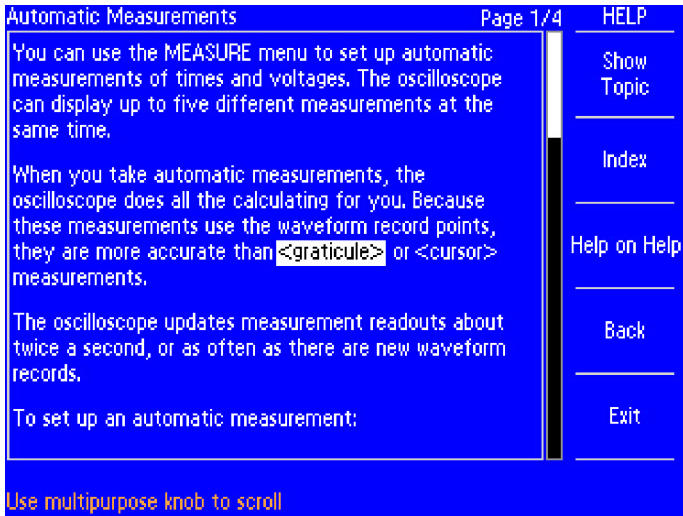 Automatic Measurements Page 1/4 HELP
You can use the MEASURE menu to set up automatic
measurements of times and voltages. The oscilloscope
can display up to five different measurements at the
same time.
When you take automatic measurements, the
oscilloscope does all the calculating for you. Because
these measurements use the waveform record points,
they are more accurate than <graticule> or <cursor>
measurements.
The oscilloscope updates measurement readouts about
twice a second, or as often as there are new waveform
records.
To set up an automatic measurement:
Show
Topic
Index
Help on Help
Back
Exit
Use multipurpose knob to scroll